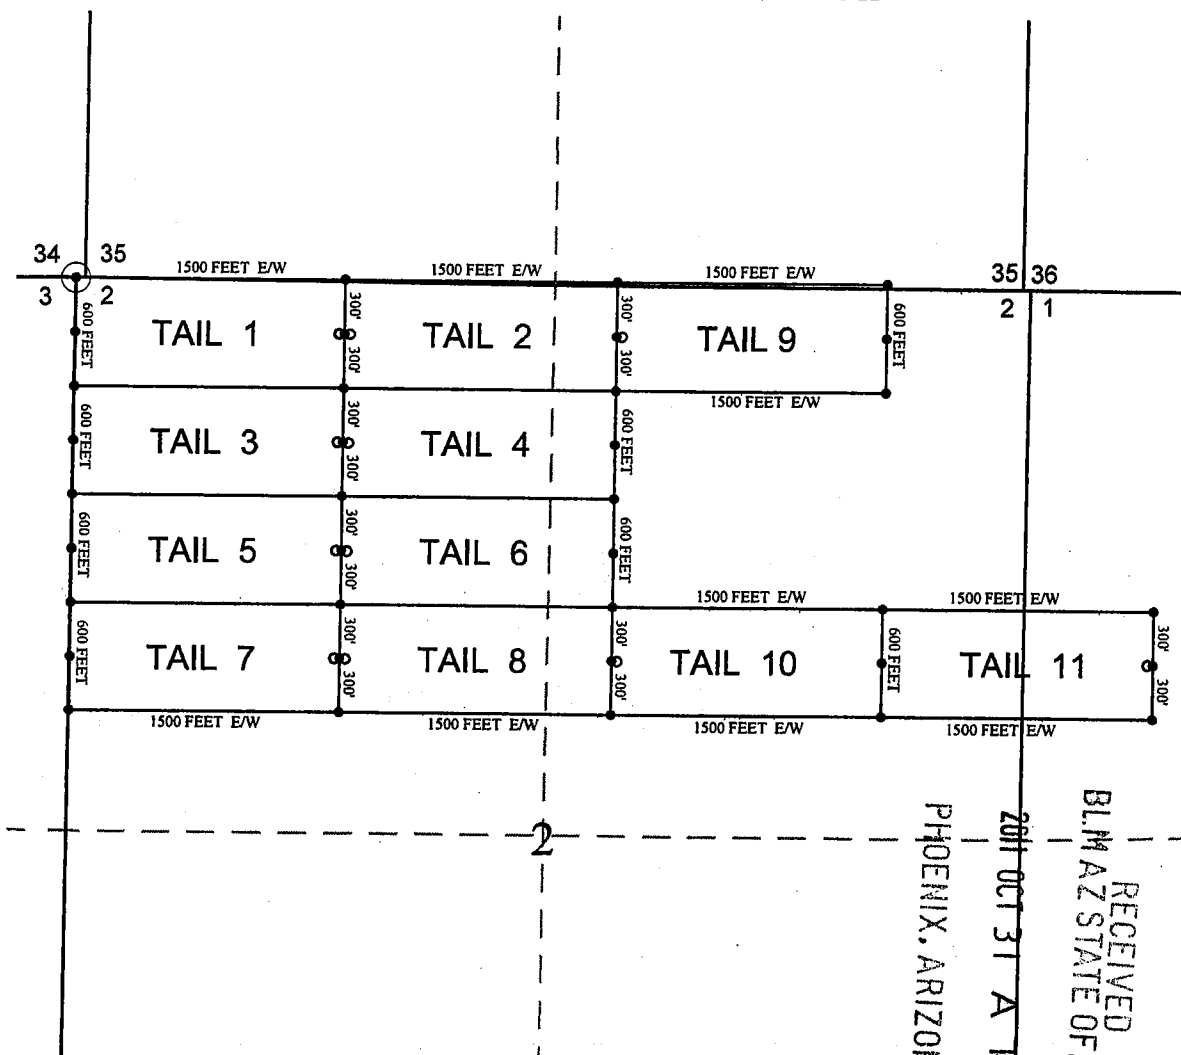 34 35
3 2
35 36
2 1
1500 FEET E/W 1500 FEET E/W 1500 FEET E/W
600 FEET TAIL 1 300' 300' TAIL 2 300' 300' TAIL 9 600 FEET
1500 FEET E/W
600 FEET TAIL 3 300' 300' TAIL 4 600 FEET
600 FEET TAIL 5 300' 300' TAIL 6 600 FEET
1500 FEET E/W 1500 FEET E/W
600 FEET TAIL 7 300' 300' TAIL 8 300' 300' TAIL 10 600 FEET TAIL 11 300' 300'
1500 FEET E/W 1500 FEET E/W 1500 FEET E/W 1500 FEET E/W
2
RECEIVED
BLM AZ STATE OF
2011 OCT 31 A
PHOENIX, ARIZO